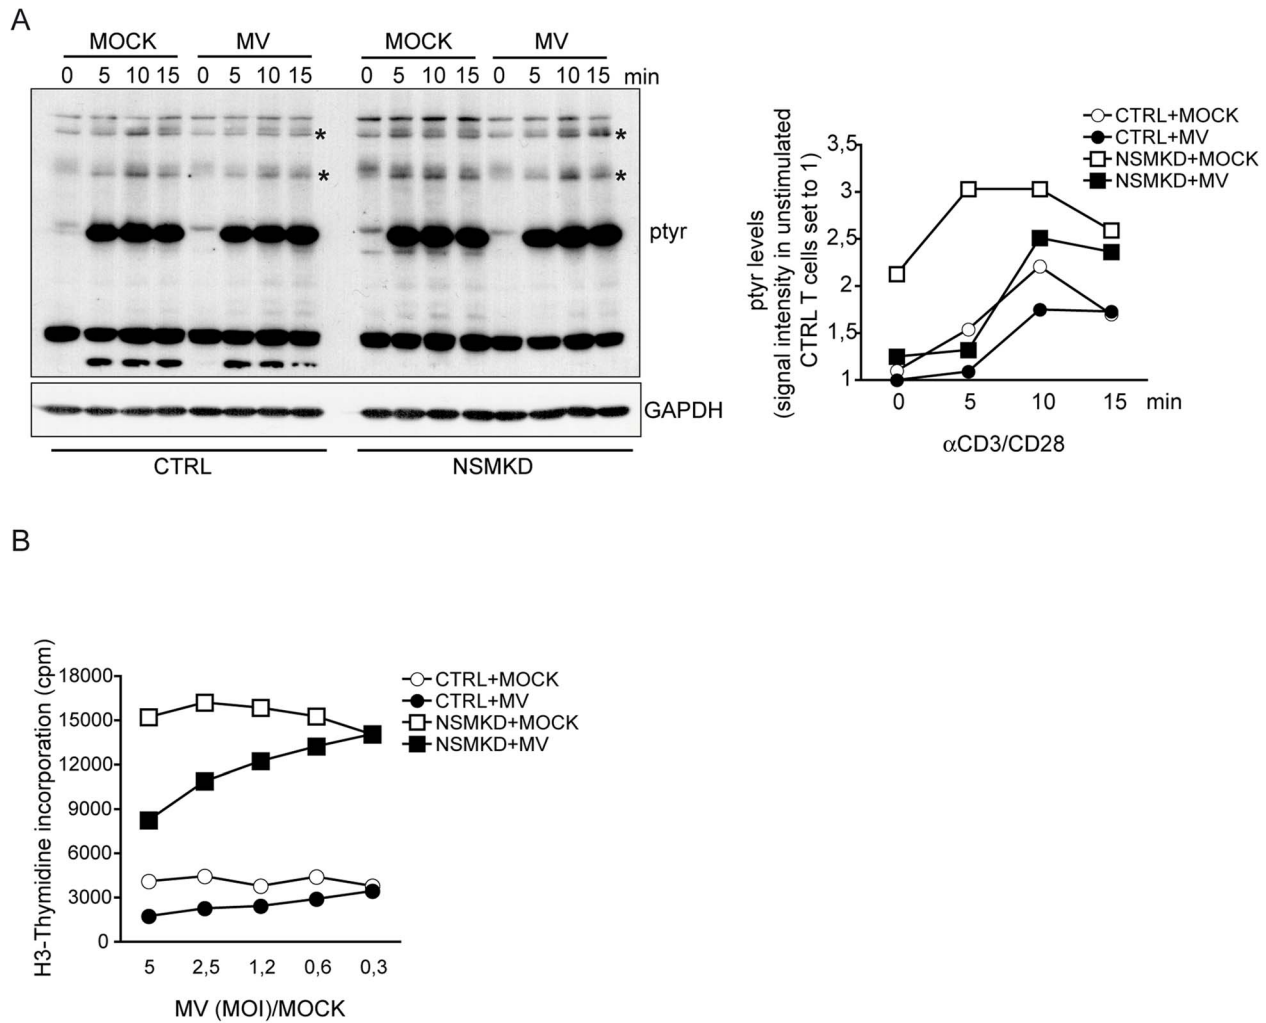 A
MOCK MV MOCK MV
0 5 10 15 0 5 10 15 0 5 10 15 0 5 10 15 min
*
*
*
*
ptyr
GAPDH
CTRL NSMKD
CTRL+MOCK
CTRL+MV
NSMKD+MOCK
NSMKD+MV
ptyr levels
(signal intensity in unstimulated
CTRL T cells set to 1)
3,5
3
2,5
2
1,5
1
0 5 10 15 min
αCD3/CD28
B
H3-Thymidine incorporation (cpm)
18000
15000
12000
9000
6000
3000
0
CTRL+MOCK
CTRL+MV
NSMKD+MOCK
NSMKD+MV
5 2,5 1,2 0,6 0,3
MV (MOI)/MOCK